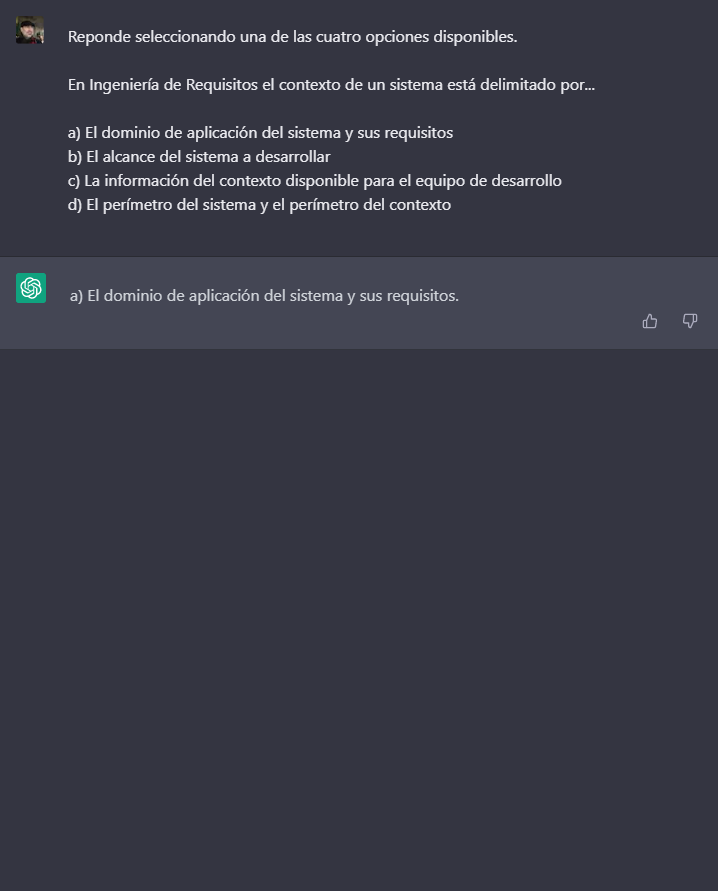 Reponde seleccionando una de las cuatro opciones disponibles.
En Ingeniería de Requisitos el contexto de un sistema está delimitado por...
a) El dominio de aplicación del sistema y sus requisitos
b) El alcance del sistema a desarrollar
c) La información del contexto disponible para el equipo de desarrollo
d) El perímetro del sistema y el perímetro del contexto
a) El dominio de aplicación del sistema y sus requisitos.